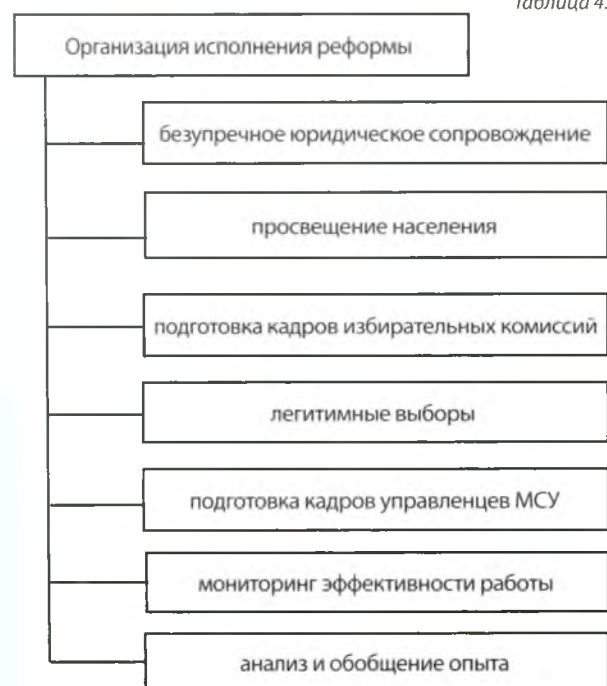 Таблица 4.
Организация исполнения реформы
безупречное юридическое сопровождение
просвещение населения
подготовка кадров избирательных комиссий
легитимные выборы
подготовка кадров управленцев МСУ
мониторинг эффективности работы
анализ и обобщение опыта